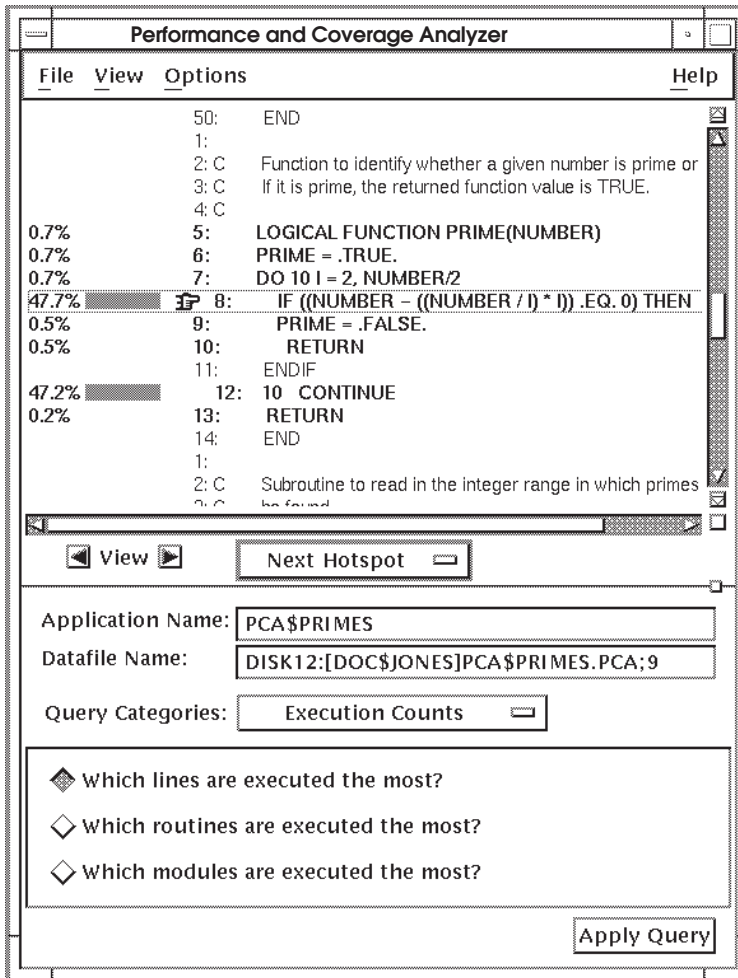 Performance and Coverage Analyzer
File View Options Help
50: END
1:
2: C Function to identify whether a given number is prime or
3: C If it is prime, the returned function value is TRUE.
4: C
0.7% 5: LOGICAL FUNCTION PRIME(NUMBER)
0.7% 6: PRIME = .TRUE.
0.7% 7: DO 10 I = 2, NUMBER/2
47.7% 8: IF ((NUMBER – ((NUMBER / I) * I)) .EQ. 0) THEN
0.5% 9: PRIME = .FALSE.
0.5% 10: RETURN
11: ENDIF
47.2% 12: 10 CONTINUE
0.2% 13: RETURN
14: END
1:
2: C Subroutine to read in the integer range in which primes
View Next Hotspot
Application Name: PCA$PRIMES
Datafile Name: DISK12:[DOC$JONES]PCA$PRIMES.PCA;9
Query Categories: Execution Counts
Which lines are executed the most?
Which routines are executed the most?
Which modules are executed the most?
Apply Query